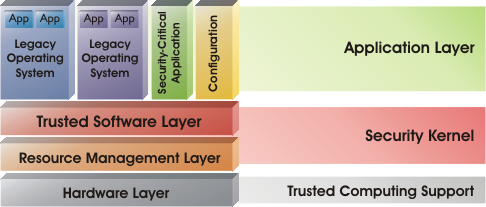 App App
Legacy
Operating
System
App App
Legacy
Operating
System
Security-Critical
Application
Configuration
Application Layer
Trusted Software Layer
Security Kernel
Resource Management Layer
Hardware Layer
Trusted Computing Support